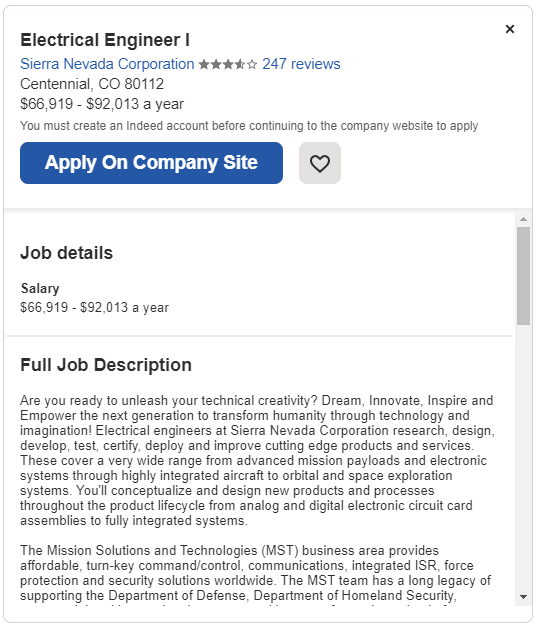 Electrical Engineer I
Sierra Nevada Corporation 247 reviews
Centennial, CO 80112
$66,919 - $92,013 a year
You must create an Indeed account before continuing to the company website to apply
Apply On Company Site
Job details
Salary
$66,919 - $92,013 a year
Full Job Description
Are you ready to unleash your technical creativity? Dream, Innovate, Inspire and
Empower the next generation to transform humanity through technology and
imagination! Electrical engineers at Sierra Nevada Corporation research, design,
develop, test, certify, deploy and improve cutting edge products and services.
These cover a very wide range from advanced mission payloads and electronic
systems through highly integrated aircraft to orbital and space exploration
systems. You'll conceptualize and design new products and processes
throughout the product lifecycle from analog and digital electronic circuit card
assemblies to fully integrated systems.
The Mission Solutions and Technologies (MST) business area provides
affordable, turn-key command/control, communications, integrated ISR, force
protection and security solutions worldwide. The MST team has a long legacy of
supporting the Department of Defense, Department of Homeland Security,